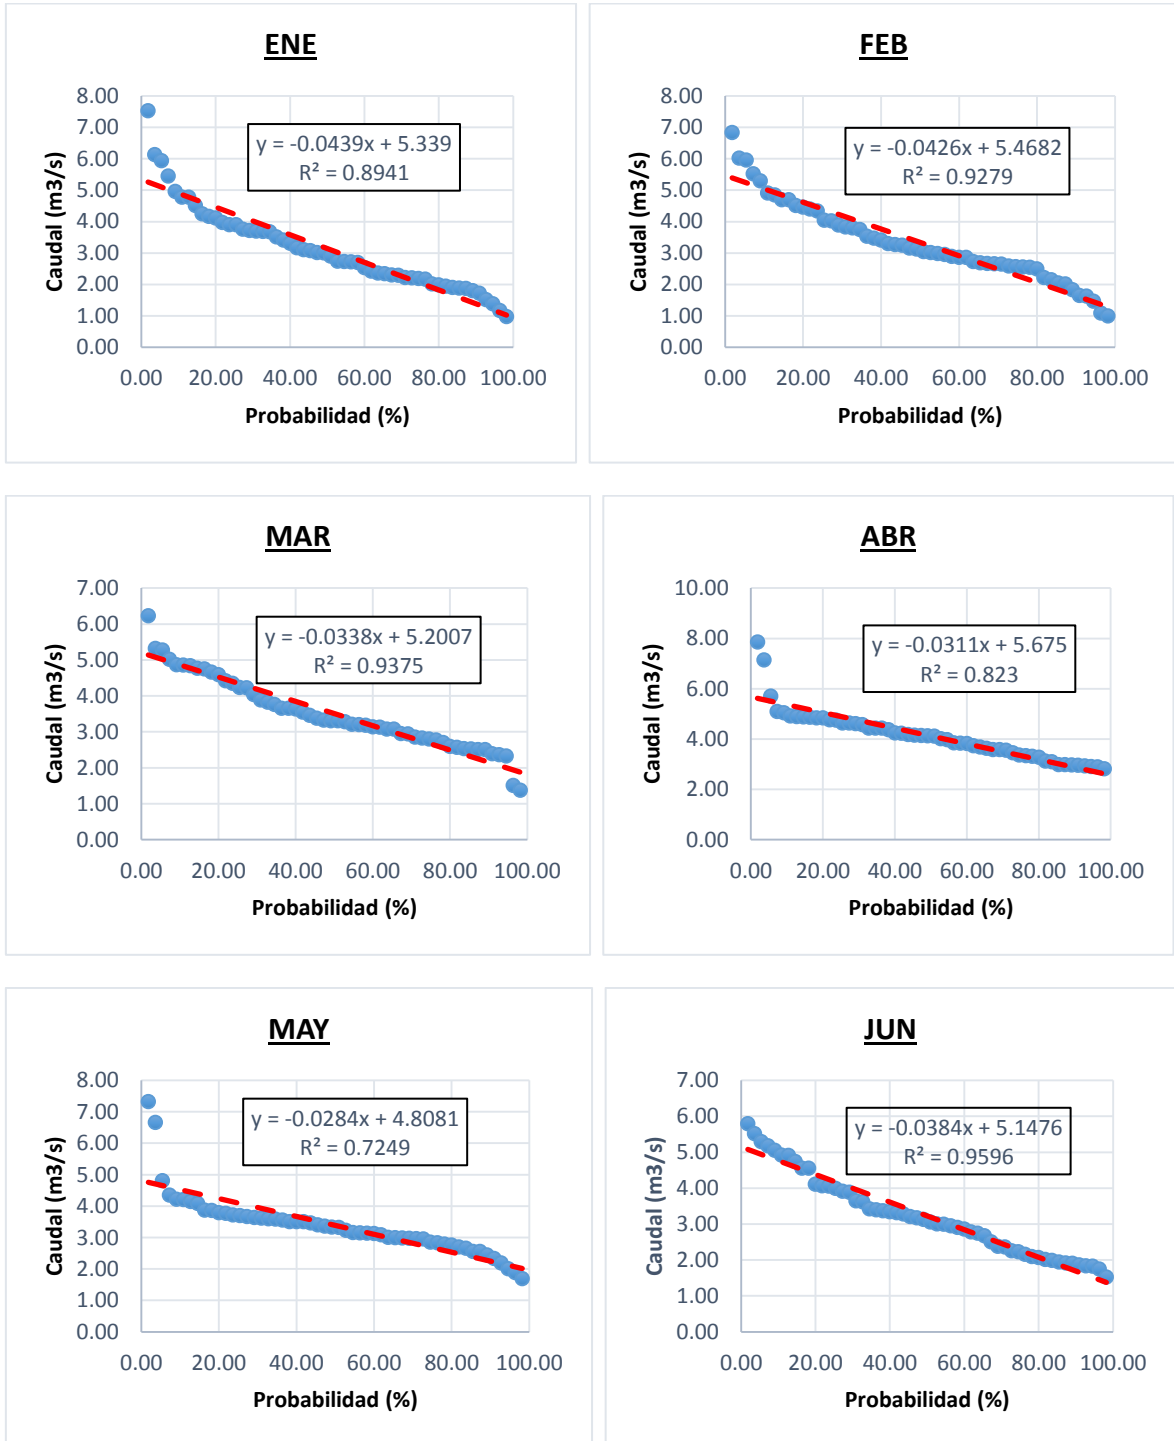 ENE
y = -0.0439x + 5.339
R² = 0.8941
8.00
7.00
6.00
5.00
4.00
3.00
2.00
1.00
0.00
Caudal (m3/s)
0.00 20.00 40.00 60.00 80.00 100.00
Probabilidad (%)
FEB
y = -0.0426x + 5.4682
R² = 0.9279
8.00
7.00
6.00
5.00
4.00
3.00
2.00
1.00
0.00
Caudal (m3/s)
0.00 20.00 40.00 60.00 80.00 100.00
Probabilidad (%)
MAR
y = -0.0338x + 5.2007
R² = 0.9375
7.00
6.00
5.00
4.00
3.00
2.00
1.00
0.00
Caudal (m3/s)
0.00 20.00 40.00 60.00 80.00 100.00
Probabilidad (%)
ABR
y = -0.0311x + 5.675
R² = 0.823
10.00
8.00
6.00
4.00
2.00
0.00
Caudal (m3/s)
0.00 20.00 40.00 60.00 80.00 100.00
Probabilidad (%)
MAY
y = -0.0284x + 4.8081
R² = 0.7249
8.00
7.00
6.00
5.00
4.00
3.00
2.00
1.00
0.00
Caudal (m3/s)
0.00 20.00 40.00 60.00 80.00 100.00
Probabilidad (%)
JUN
y = -0.0384x + 5.1476
R² = 0.9596
7.00
6.00
5.00
4.00
3.00
2.00
1.00
0.00
Caudal (m3/s)
0.00 20.00 40.00 60.00 80.00 100.00
Probabilidad (%)